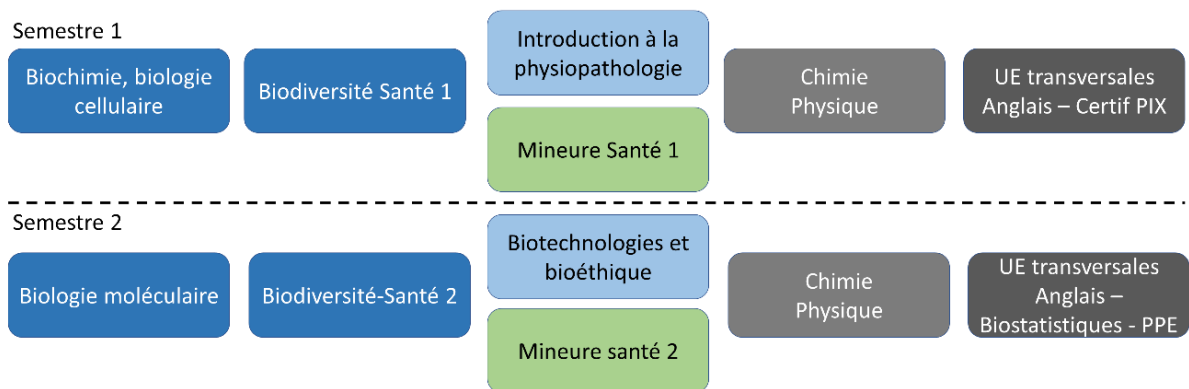 Semestre 1
Biochimie, biologie
cellulaire
Biodiversité Santé 1
Introduction à la
physiopathologie
Mineure Santé 1
Chimie
Physique
UE transversales
Anglais – Certif PIX
Semestre 2
Biologie moléculaire
Biodiversité-Santé 2
Biotechnologies et
bioéthique
Mineure santé 2
Chimie
Physique
UE transversales
Anglais –
Biostatistiques - PPE